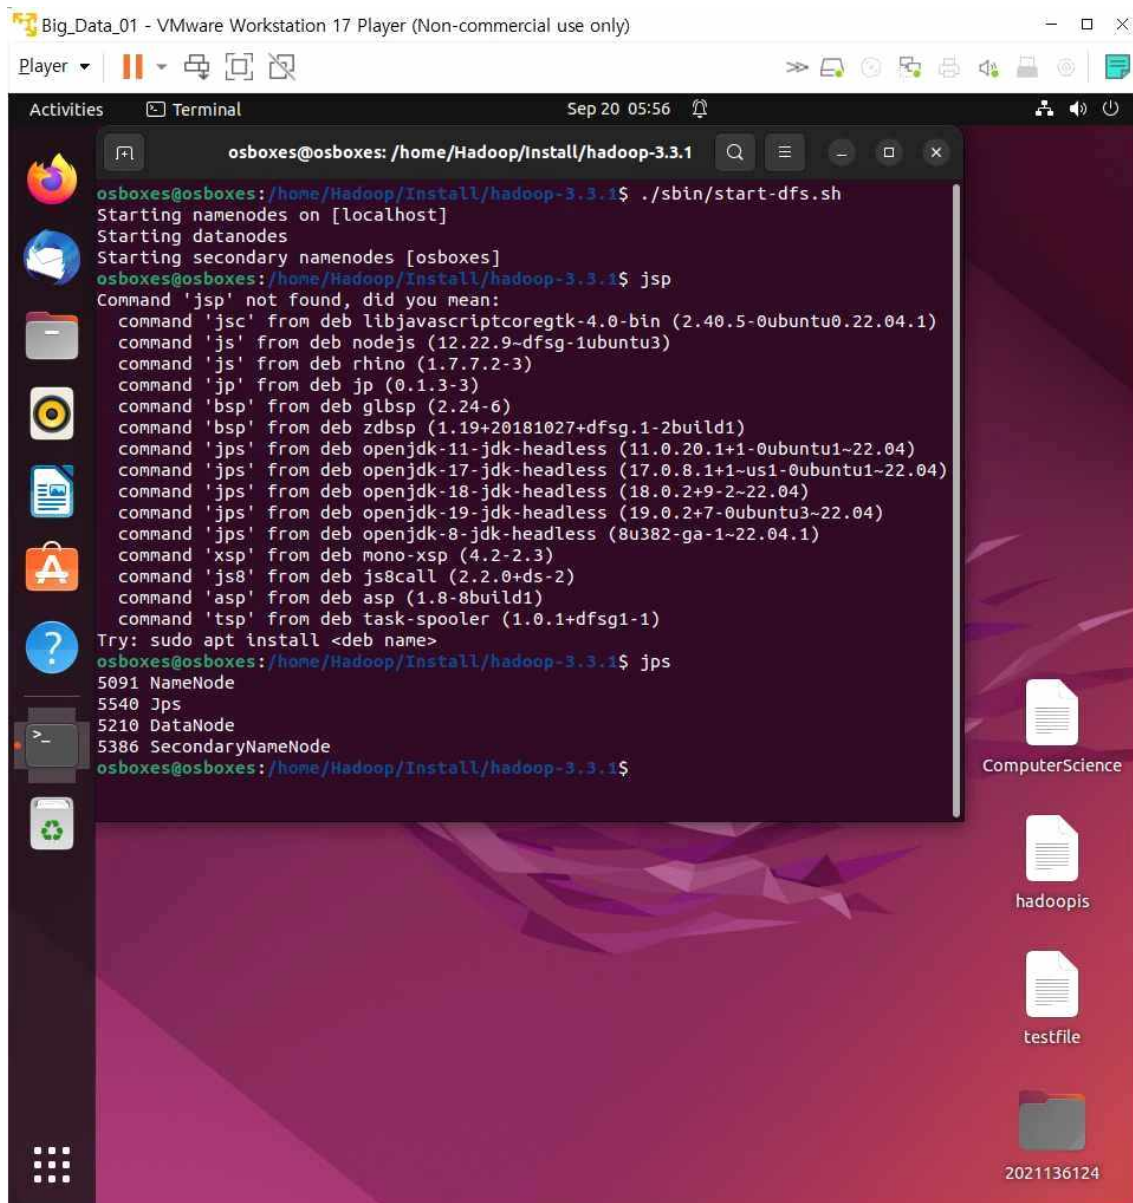 Big_Data_01 - VMware Workstation 17 Player (Non-commercial use only)
Player
Activities Terminal Sep 20 05:56
osboxes@osboxes: /home/Hadoop/Install/hadoop-3.3.1
osboxes@osboxes:/home/Hadoop/Install/hadoop-3.3.1$ ./sbin/start-dfs.sh
Starting namenodes on [localhost]
Starting datanodes
Starting secondary namenodes [osboxes]
osboxes@osboxes:/home/Hadoop/Install/hadoop-3.3.1$ jsp
Command 'jsp' not found, did you mean:
  command 'jsc' from deb libjavascriptcoregtk-4.0-bin (2.40.5-0ubuntu0.22.04.1)
  command 'js' from deb nodejs (12.22.9~dfsg-1ubuntu3)
  command 'js' from deb rhino (1.7.7.2-3)
  command 'jp' from deb jp (0.1.3-3)
  command 'bsp' from deb glbsp (2.24-6)
  command 'bsp' from deb zdbsp (1.19+20181027+dfsg.1-2build1)
  command 'jps' from deb openjdk-11-jdk-headless (11.0.20.1+1-0ubuntu1~22.04)
  command 'jps' from deb openjdk-17-jdk-headless (17.0.8.1+1~us1-0ubuntu1~22.04)
  command 'jps' from deb openjdk-18-jdk-headless (18.0.2+9-2~22.04)
  command 'jps' from deb openjdk-19-jdk-headless (19.0.2+7-0ubuntu3~22.04)
  command 'jps' from deb openjdk-8-jdk-headless (8u382-ga-1~22.04.1)
  command 'xsp' from deb mono-xsp (4.2-2.3)
  command 'js8' from deb js8call (2.2.0+ds-2)
  command 'asp' from deb asp (1.8-8build1)
  command 'tsp' from deb task-spooler (1.0.1+dfsg1-1)
Try: sudo apt install <deb name>
osboxes@osboxes:/home/Hadoop/Install/hadoop-3.3.1$ jps
5091 NameNode
5540 Jps
5210 DataNode
5386 SecondaryNameNode
osboxes@osboxes:/home/Hadoop/Install/hadoop-3.3.1$
ComputerScience
hadoopis
testfile
2021136124